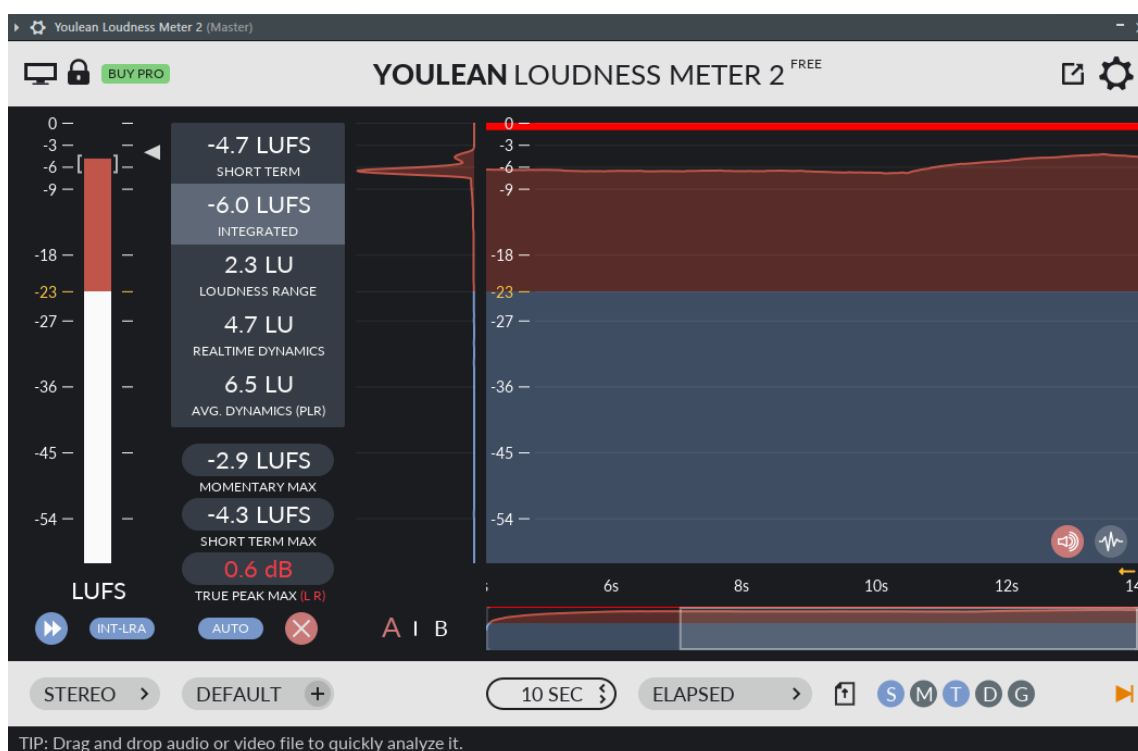 Youlean Loudness Meter 2 (Master)
BUY PRO
YOULEAN LOUDNESS METER 2 FREE
0
-3
-6
-9
-18
-23
-27
-36
-45
-54
LUFS
INT-LRA
-4.7 LUFS
SHORT TERM
-6.0 LUFS
INTEGRATED
2.3 LU
LOUDNESS RANGE
4.7 LU
REALTIME DYNAMICS
6.5 LU
AVG. DYNAMICS (PLR)
-2.9 LUFS
MOMENTARY MAX
-4.3 LUFS
SHORT TERM MAX
0.6 dB
TRUE PEAK MAX (L R)
AUTO
0
-3
-6
-9
-18
-23
-27
-36
-45
-54
6s 8s 10s 12s 14
A I B
STEREO DEFAULT + 10 SEC ELAPSED S M T D G
TIP: Drag and drop audio or video file to quickly analyze it.